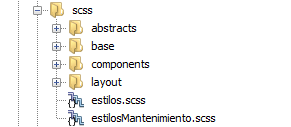 scss
abstracts
base
components
layout
estilos.scss
estilosMantenimiento.scss